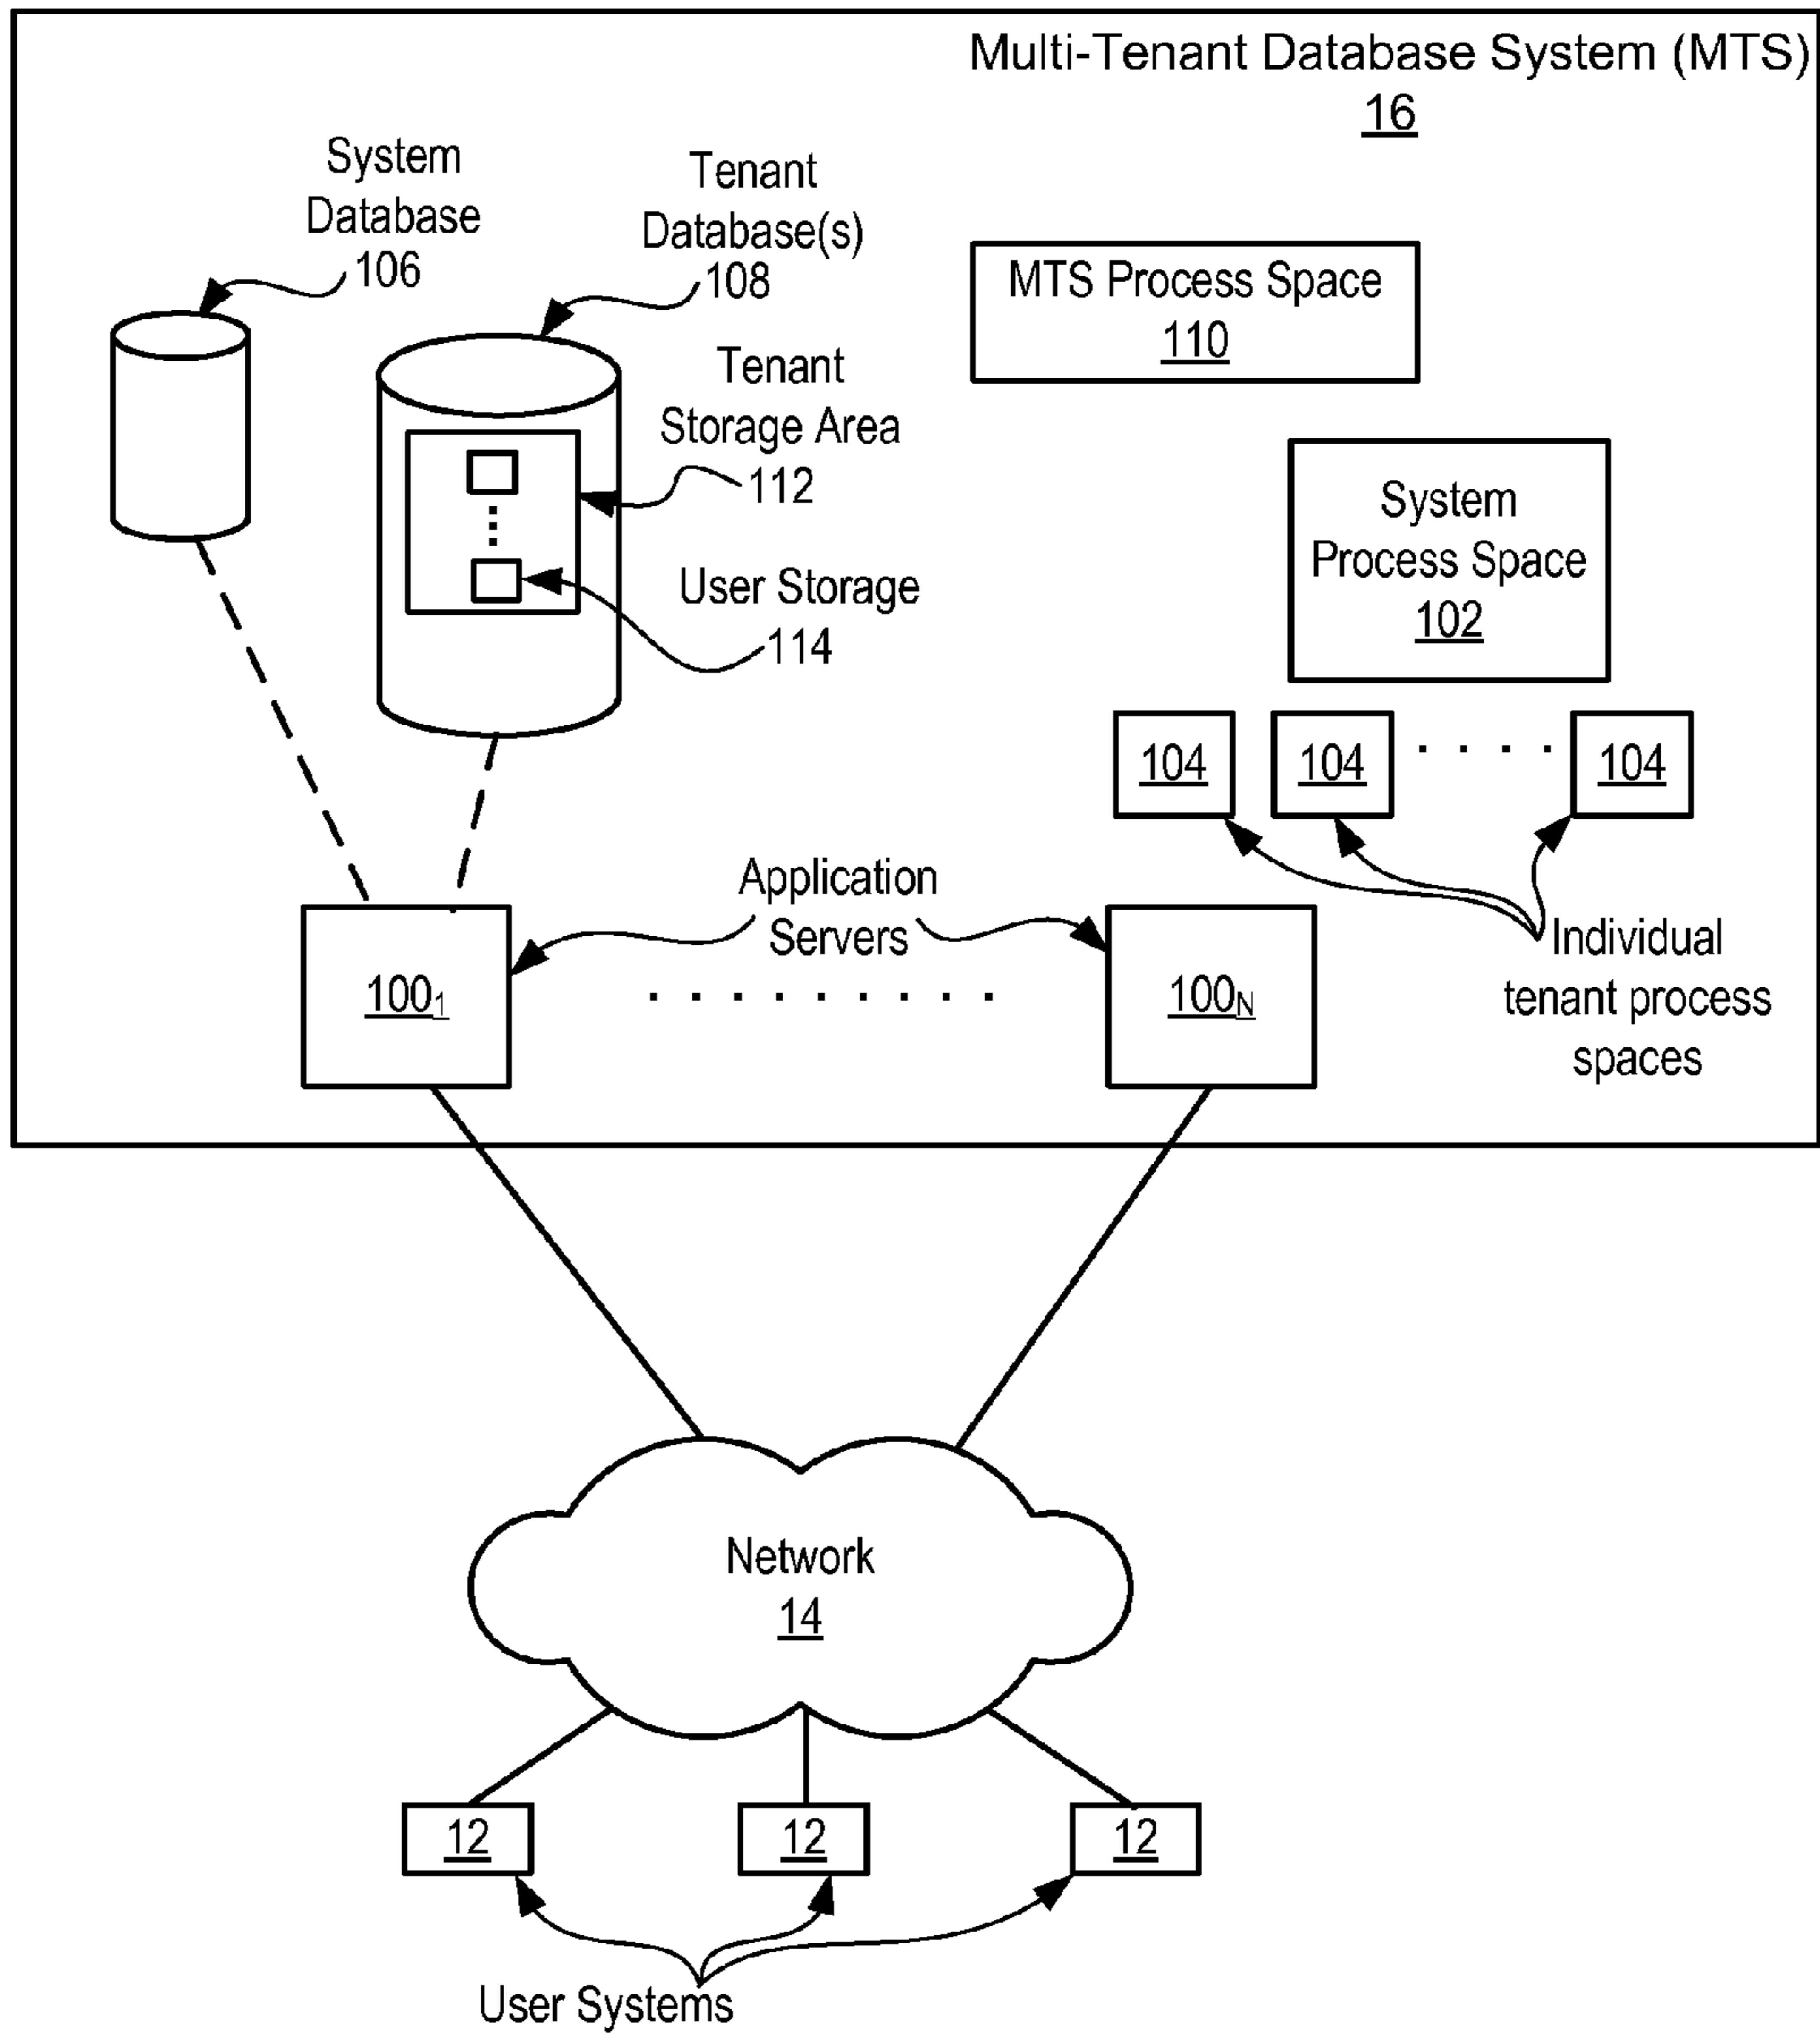 Multi-Tenant Database System (MTS)
16
System
Database
106
Tenant
Database(s)
108
MTS Process Space
110
Tenant
Storage Area
112
System
Process Space
102
User Storage
114
104
104
104
Application
Servers
Individual
tenant process
spaces
100₁
100N
Network
14
12
12
12
User Systems